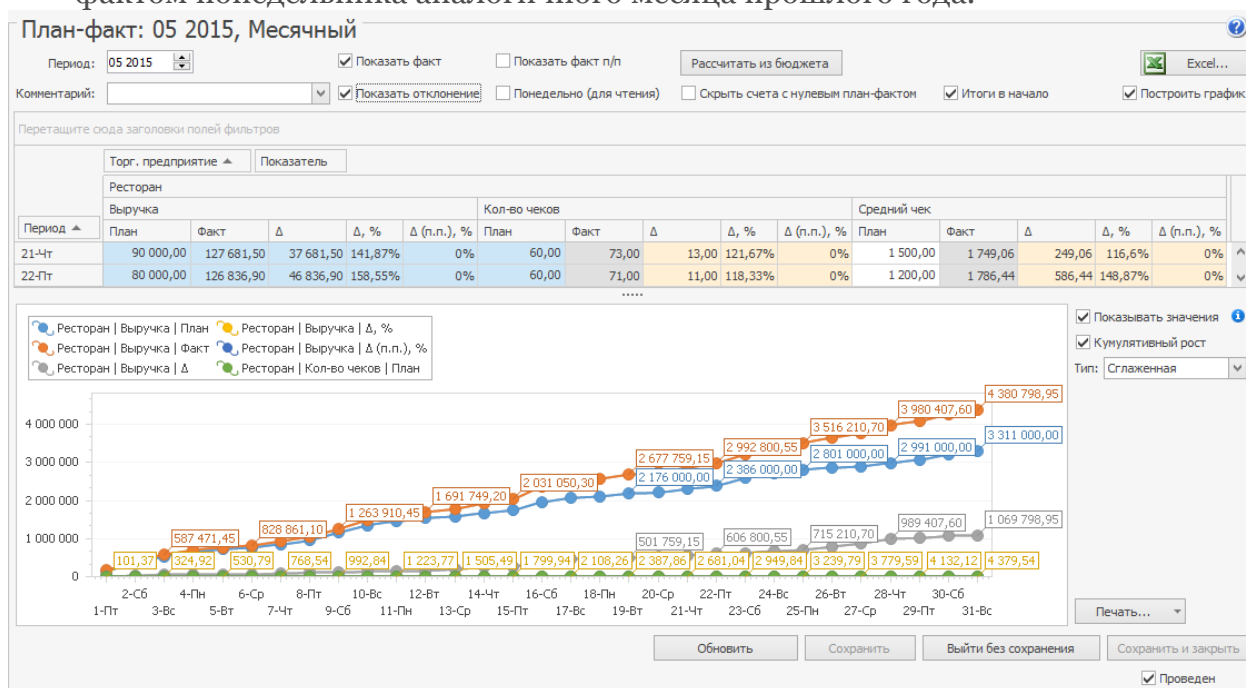 фактом понедельника аналогичного месяца прошлого года.
План-факт: 05 2015, Месячный
Период: 05 2015 Показать факт Показать факт п/п Рассчитать из бюджета Excel...
Комментарий: Показать отклонение Понедельно (для чтения) Скрыть счета с нулевым план-фактом Итоги в начало Построить график
Перетащите сюда заголовки полей фильтров
Торг. предприятие Показатель
Ресторан
Выручка Кол-во чеков Средний чек
Период План Факт Δ Δ, % Δ (п.п.), % План Факт Δ Δ, % Δ (п.п.), % План Факт Δ Δ, % Δ (п.п.), %
21-Чт 90 000,00 127 681,50 37 681,50 141,87% 0% 60,00 73,00 13,00 121,67% 0% 1 500,00 1 749,06 249,06 116,6% 0%
22-Пт 80 000,00 126 836,90 46 836,90 158,55% 0% 60,00 71,00 11,00 118,33% 0% 1 200,00 1 786,44 586,44 148,87% 0%
Ресторан | Выручка | План Ресторан | Выручка | Δ, %
Ресторан | Выручка | Факт Ресторан | Выручка | Δ (п.п.), %
Ресторан | Выручка | Δ Ресторан | Кол-во чеков | План
Показывать значения
Кумулятивный рост
Тип: Сглаженная
4 380 798,95
3 980 407,60
4 000 000 3 516 210,70 3 311 000,00
2 992 800,55 2 801 000,00 2 991 000,00
3 000 000 2 677 759,15
2 176 000,00 2 386 000,00
2 031 050,30
2 000 000 1 691 749,20
1 263 910,45
828 861,10 989 407,60 1 069 798,95
1 000 000 587 471,45 501 759,15 606 800,55 715 210,70
101,37 324,92 530,79 768,54 992,84 1 223,77 1 505,49 1 799,94 2 108,26 2 387,86 2 681,04 2 949,84 3 239,79 3 779,59 4 132,12 4 379,54
0
2-Сб 4-Пн 6-Ср 8-Пт 10-Вс 12-Вт 14-Чт 16-Сб 18-Пн 20-Ср 22-Пт 24-Вс 26-Вт 28-Чт 30-Сб
1-Пт 3-Вс 5-Вт 7-Чт 9-Сб 11-Пн 13-Ср 15-Пт 17-Вс 19-Вт 21-Чт 23-Сб 25-Пн 27-Ср 29-Пт 31-Вс
Печать...
Обновить Сохранить Выйти без сохранения Сохранить и закрыть
Проведен